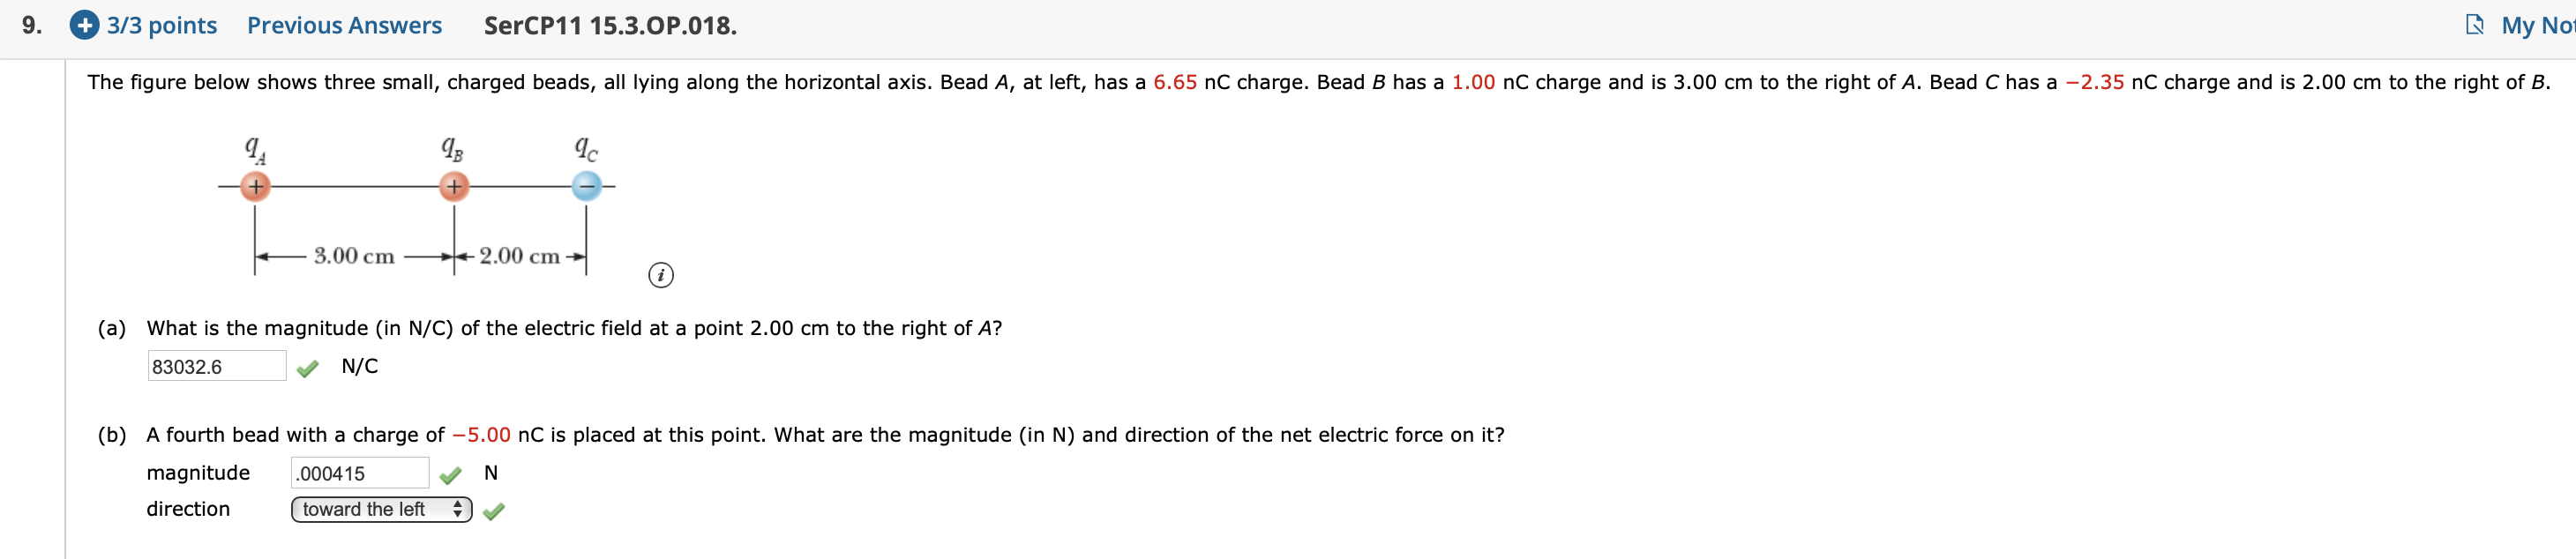 9. + 3/3 points Previous Answers SerCP11 15.3.OP.018. My No
The figure below shows three small, charged beads, all lying along the horizontal axis. Bead A, at left, has a 6.65 nC charge. Bead B has a 1.00 nC charge and is 3.00 cm to the right of A. Bead C has a −2.35 nC charge and is 2.00 cm to the right of B.
qA qB qC
+ + −
3.00 cm 2.00 cm
i
(a) What is the magnitude (in N/C) of the electric field at a point 2.00 cm to the right of A?
83032.6 N/C
(b) A fourth bead with a charge of −5.00 nC is placed at this point. What are the magnitude (in N) and direction of the net electric force on it?
magnitude .000415 N
direction toward the left